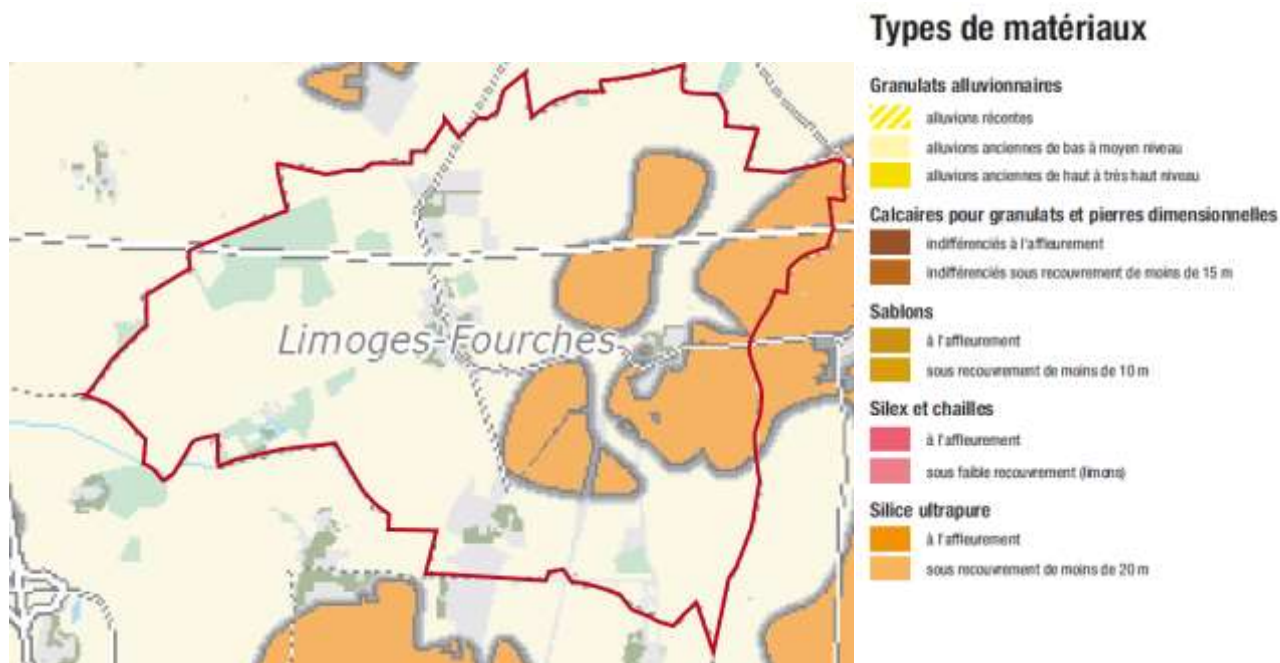 Types de matériaux
Granulats alluvionnaires
alluvions récentes
alluvions anciennes de bas à moyen niveau
alluvions anciennes de haut à très haut niveau
Calcaires pour granulats et pierres dimensionnelles
indifférenciés à l'affleurement
indifférenciés sous recouvrement de moins de 15 m
Sablons
à l'affleurement
sous recouvrement de moins de 10 m
Silex et chailles
à l'affleurement
sous faible recouvrement (limons)
Silice ultrapure
à l'affleurement
sous recouvrement de moins de 20 m
Limoges-Fourches